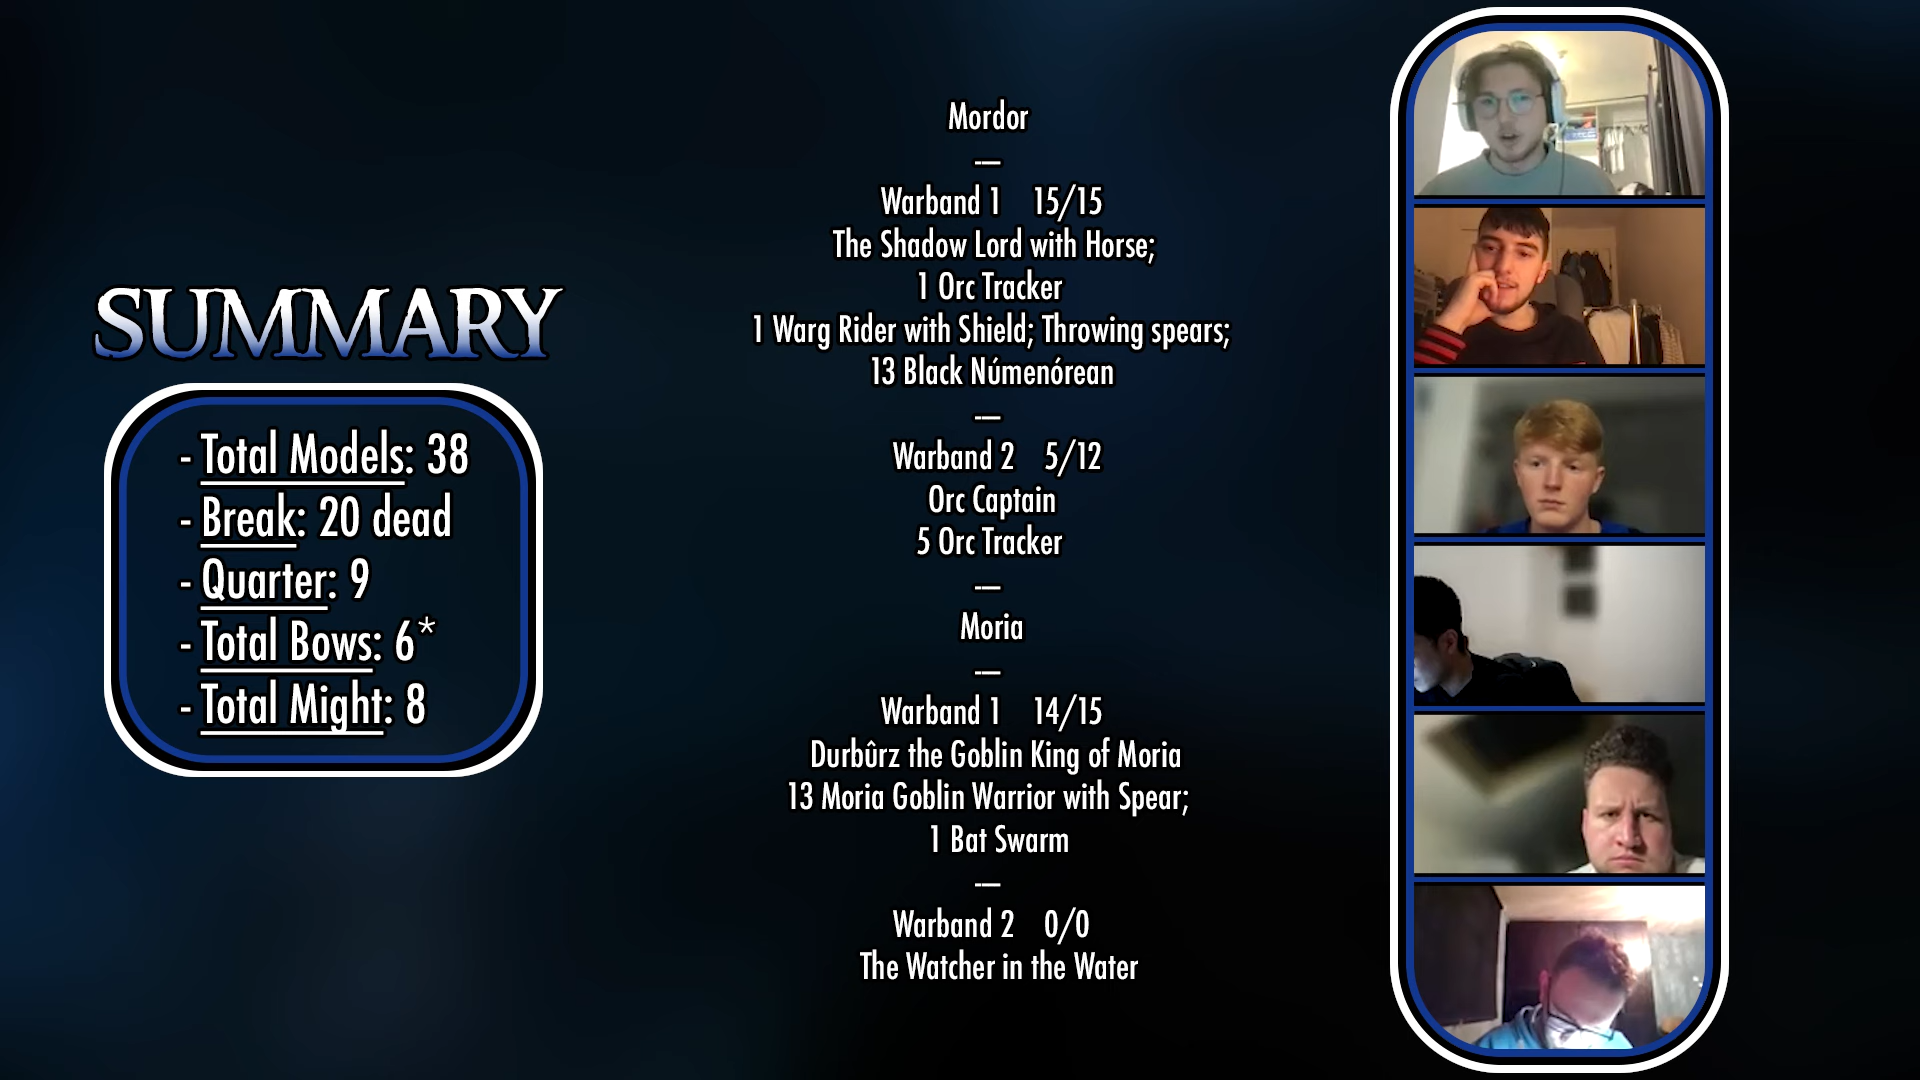 SUMMARY
- Total Models: 38
- Break: 20 dead
- Quarter: 9
- Total Bows: 6*
- Total Might: 8
Mordor
---
Warband 1 15/15
The Shadow Lord with Horse;
1 Orc Tracker
1 Warg Rider with Shield; Throwing spears;
13 Black Númenórean
---
Warband 2 5/12
Orc Captain
5 Orc Tracker
---
Moria
---
Warband 1 14/15
Durbûrz the Goblin King of Moria
13 Moria Goblin Warrior with Spear;
1 Bat Swarm
---
Warband 2 0/0
The Watcher in the Water